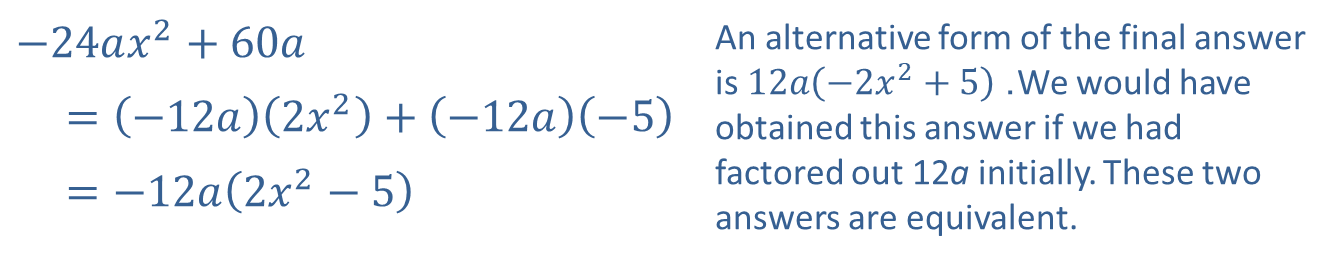 −24ax² + 60a
= (−12a)(2x²) + (−12a)(−5)
= −12a(2x² − 5)
An alternative form of the final answer
is 12a(−2x² + 5) .We would have
obtained this answer if we had
factored out 12a initially. These two
answers are equivalent.